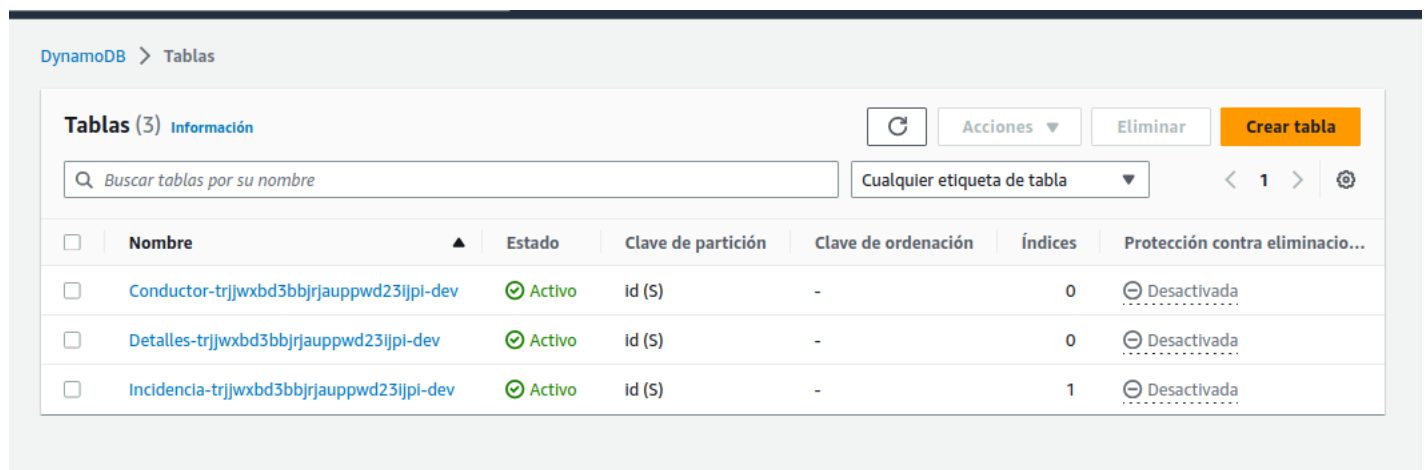 DynamoDB > Tablas
Tablas (3) Información
Acciones ▼ Eliminar Crear tabla
Buscar tablas por su nombre
Cualquier etiqueta de tabla ▼ < 1 >
Nombre ▲ Estado Clave de partición Clave de ordenación Índices Protección contra eliminacio...
Conductor-trjjwxbd3bbjrjauppwd23ijpi-dev Activo id (S) - 0 Desactivada
Detalles-trjjwxbd3bbjrjauppwd23ijpi-dev Activo id (S) - 0 Desactivada
Incidencia-trjjwxbd3bbjrjauppwd23ijpi-dev Activo id (S) - 1 Desactivada